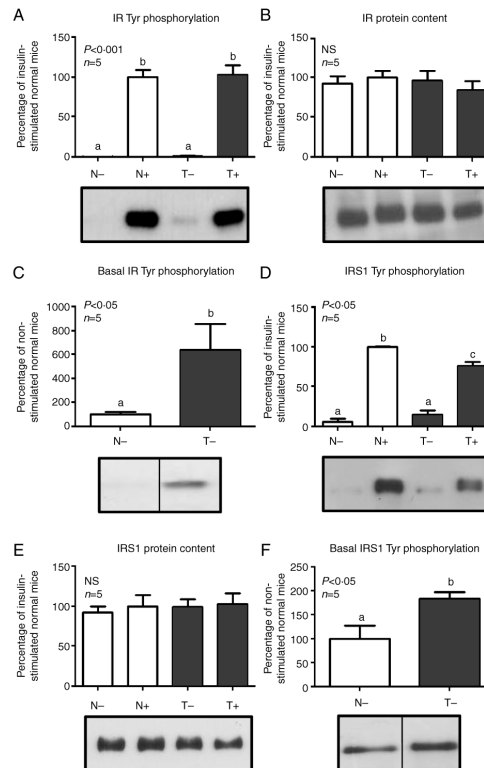 A
IR Tyr phosphorylation
Percentage of insulin-
stimulated normal mice
P<0·001
n=5
150
100
50
0
a
b
a
b
N−
N+
T−
T+
B
IR protein content
Percentage of insulin-
stimulated normal mice
NS
n=5
150
100
50
0
N−
N+
T−
T+
C
Basal IR Tyr phosphorylation
Percentage of non-
stimulated normal mice
P<0·05
n=5
1000
800
600
400
200
0
a
b
N−
T−
D
IRS1 Tyr phosphorylation
Percentage of insulin-
stimulated normal mice
P<0·05
n=5
150
100
50
0
a
b
a
c
N−
N+
T−
T+
E
IRS1 protein content
Percentage of insulin-
stimulated normal mice
NS
n=5
150
100
50
0
N−
N+
T−
T+
F
Basal IRS1 Tyr phosphorylation
Percentage of non-
stimulated normal mice
P<0·05
n=5
250
200
150
100
50
0
a
b
N−
T−